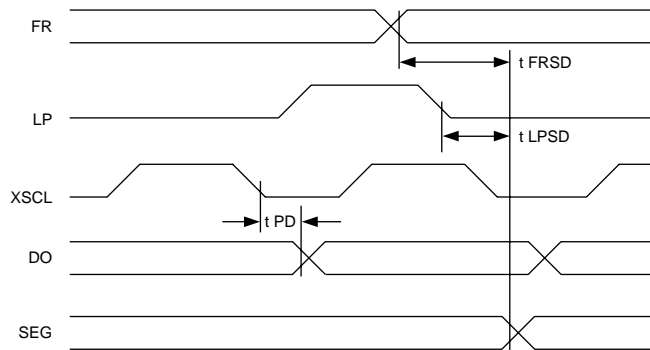 FR
t FRSD
LP
t LPSD
XSCL
t PD
DO
SEG